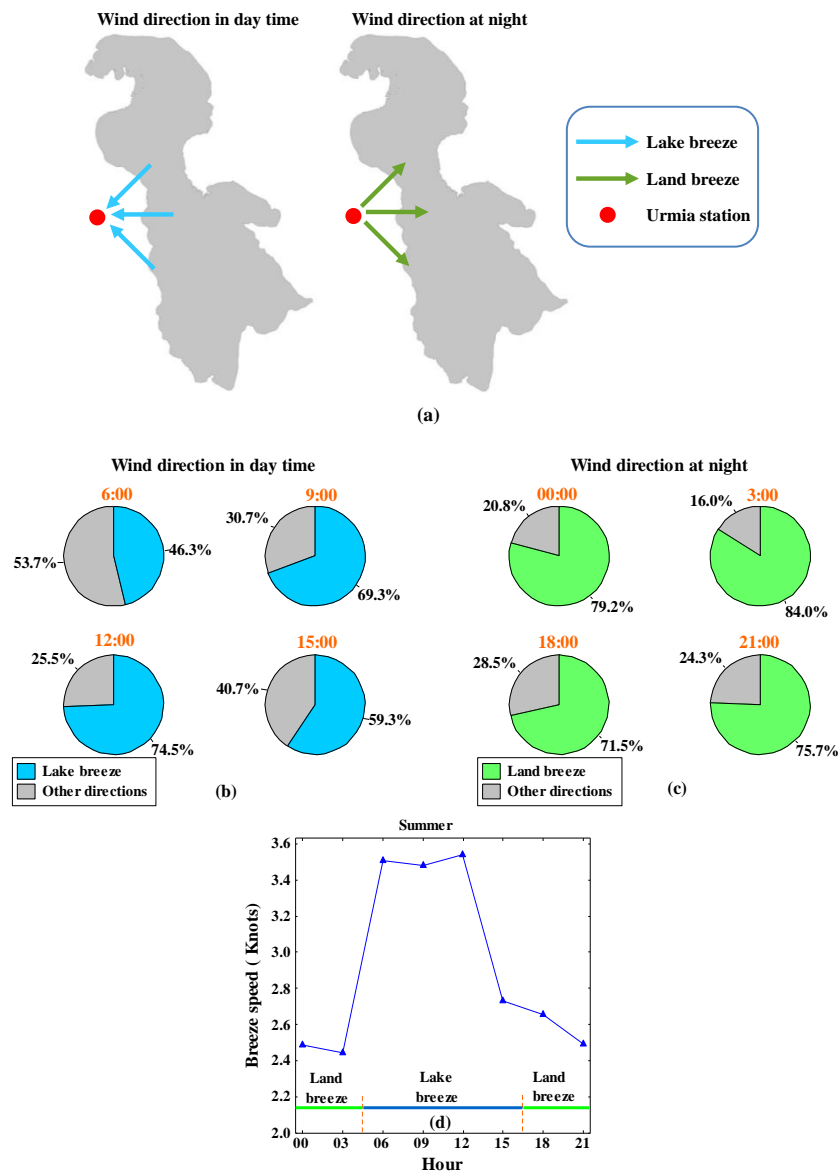 Wind direction in day time
Wind direction at night
Lake breeze
Land breeze
Urmia station
(a)
Wind direction in day time
6:00
53.7%
46.3%
9:00
30.7%
69.3%
12:00
25.5%
74.5%
15:00
40.7%
59.3%
Lake breeze
Other directions
(b)
Wind direction at night
00:00
20.8%
79.2%
3:00
16.0%
84.0%
18:00
28.5%
71.5%
21:00
24.3%
75.7%
Land breeze
Other directions
(c)
Summer
Breeze speed ( Knots)
3.6
3.4
3.2
3.0
2.8
2.6
2.4
2.2
2.0
Land
breeze
Lake
breeze
Land
breeze
(d)
00 03 06 09 12 15 18 21
Hour